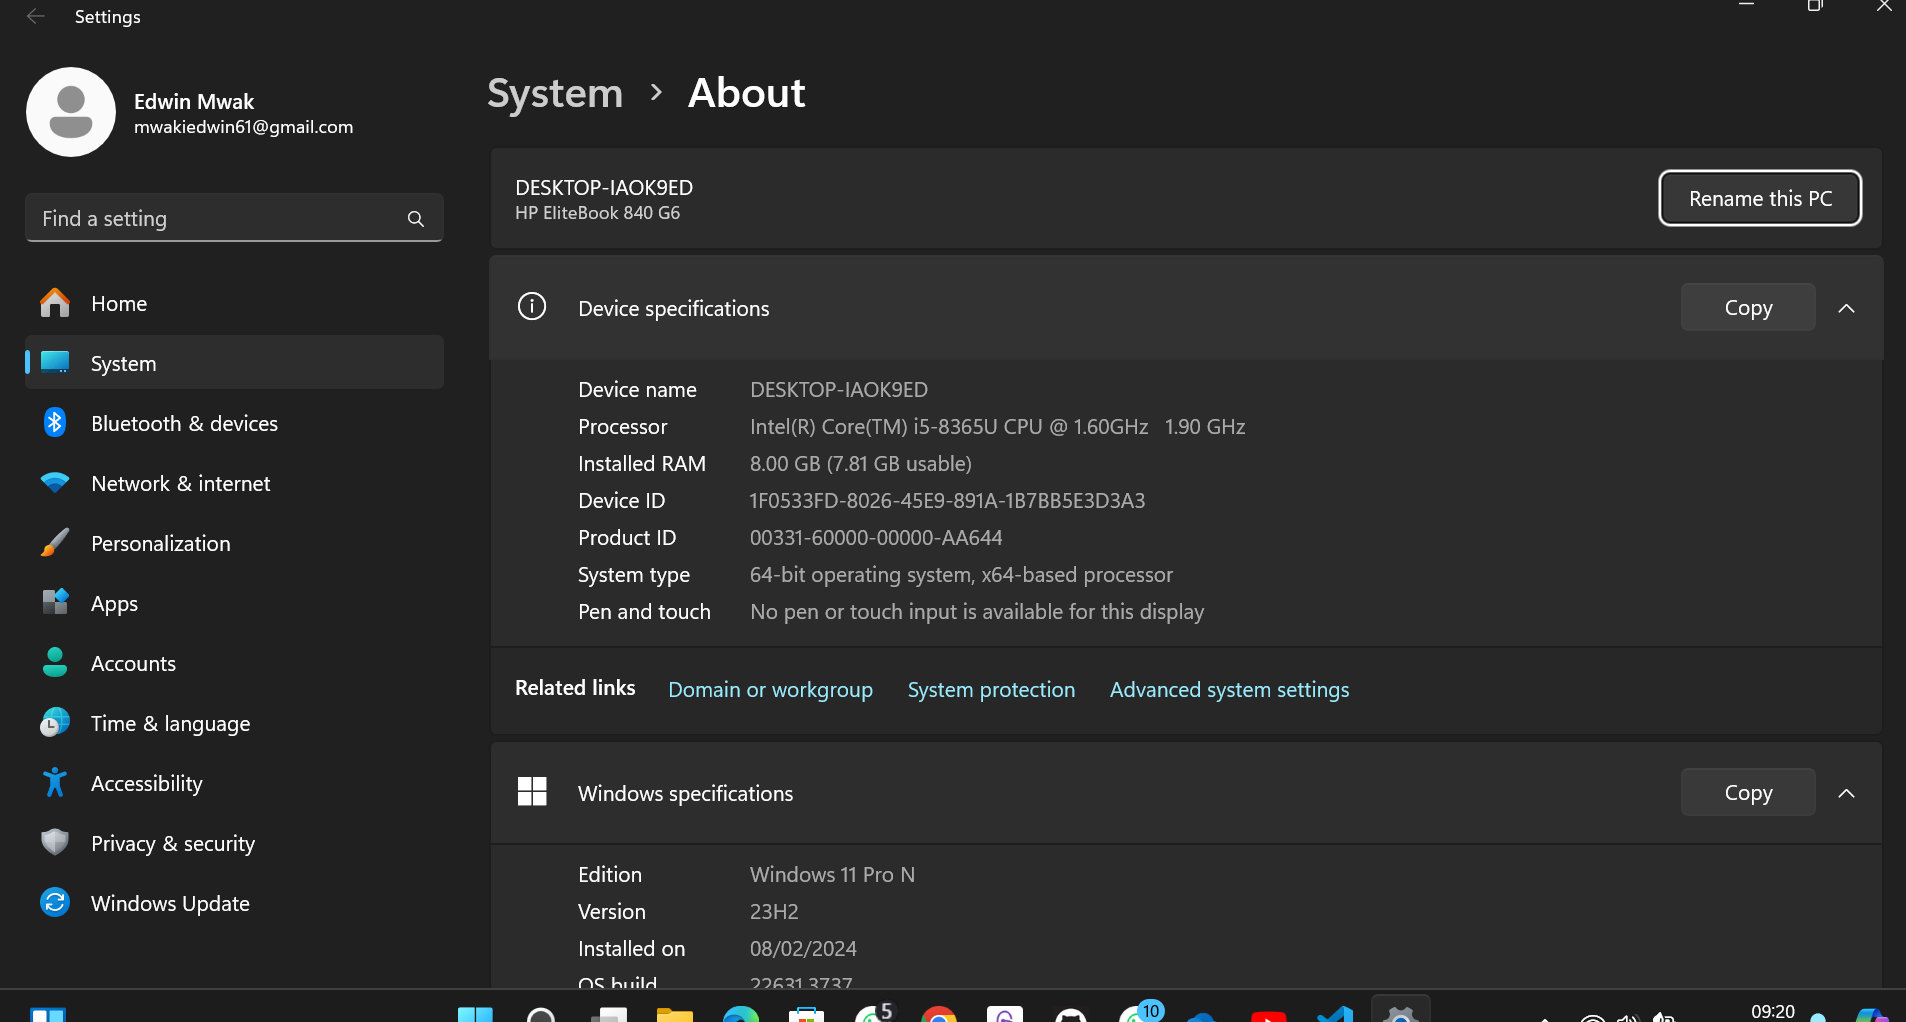 Settings
Edwin Mwak
mwakiedwin61@gmail.com
Find a setting
Home
System
Bluetooth & devices
Network & internet
Personalization
Apps
Accounts
Time & language
Accessibility
Privacy & security
Windows Update
System > About
DESKTOP-IAOK9ED
HP EliteBook 840 G6
Rename this PC
Device specifications
Copy
Device name DESKTOP-IAOK9ED
Processor Intel(R) Core(TM) i5-8365U CPU @ 1.60GHz 1.90 GHz
Installed RAM 8.00 GB (7.81 GB usable)
Device ID 1F0533FD-8026-45E9-891A-1B7BB5E3D3A3
Product ID 00331-60000-00000-AA644
System type 64-bit operating system, x64-based processor
Pen and touch No pen or touch input is available for this display
Related links Domain or workgroup System protection Advanced system settings
Windows specifications
Copy
Edition Windows 11 Pro N
Version 23H2
Installed on 08/02/2024
OS build 22631.3737
5
10
09:20